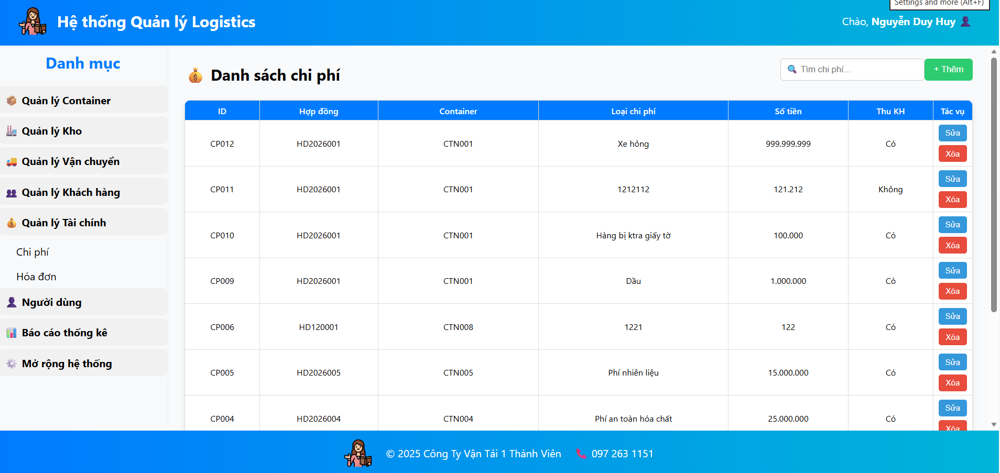 Settings and more (Alt+F)
Hệ thống Quản lý Logistics
Chào, Nguyễn Duy Huy
Danh mục
Quản lý Container
Quản lý Kho
Quản lý Vận chuyển
Quản lý Khách hàng
Quản lý Tài chính
Chi phí
Hóa đơn
Người dùng
Báo cáo thống kê
Mở rộng hệ thống
Danh sách chi phí
Tìm chi phí...
+ Thêm
ID Hợp đồng Container Loại chi phí Số tiền Thu KH Tác vụ
CP012 HD2026001 CTN001 Xe hỏng 999.999.999 Có Sửa
Xóa
CP011 HD2026001 CTN001 1212112 121.212 Không Sửa
Xóa
CP010 HD2026001 CTN001 Hàng bị ktra giấy tờ 100.000 Có Sửa
Xóa
CP009 HD2026001 CTN001 Dầu 1.000.000 Có Sửa
Xóa
CP006 HD120001 CTN008 1221 122 Có Sửa
Xóa
CP005 HD2026005 CTN005 Phí nhiên liệu 15.000.000 Có Sửa
Xóa
CP004 HD2026004 CTN004 Phí an toàn hóa chất 25.000.000 Có Sửa
Xóa
© 2025 Công Ty Vận Tải 1 Thành Viên 097 263 1151